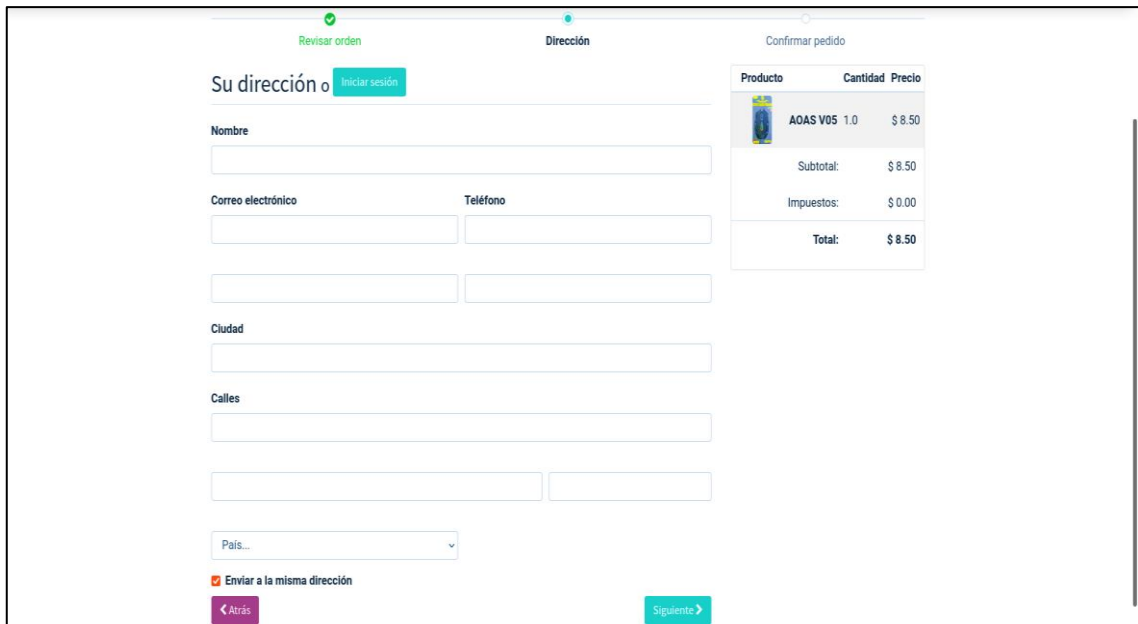 Revisar orden
Dirección
Confirmar pedido
Su dirección o Iniciar sesión
Nombre
Correo electrónico Teléfono
Ciudad
Calles
País...
Enviar a la misma dirección
Atrás
Siguiente
Producto Cantidad Precio
AOAS V05 1.0 $ 8.50
Subtotal: $ 8.50
Impuestos: $ 0.00
Total: $ 8.50